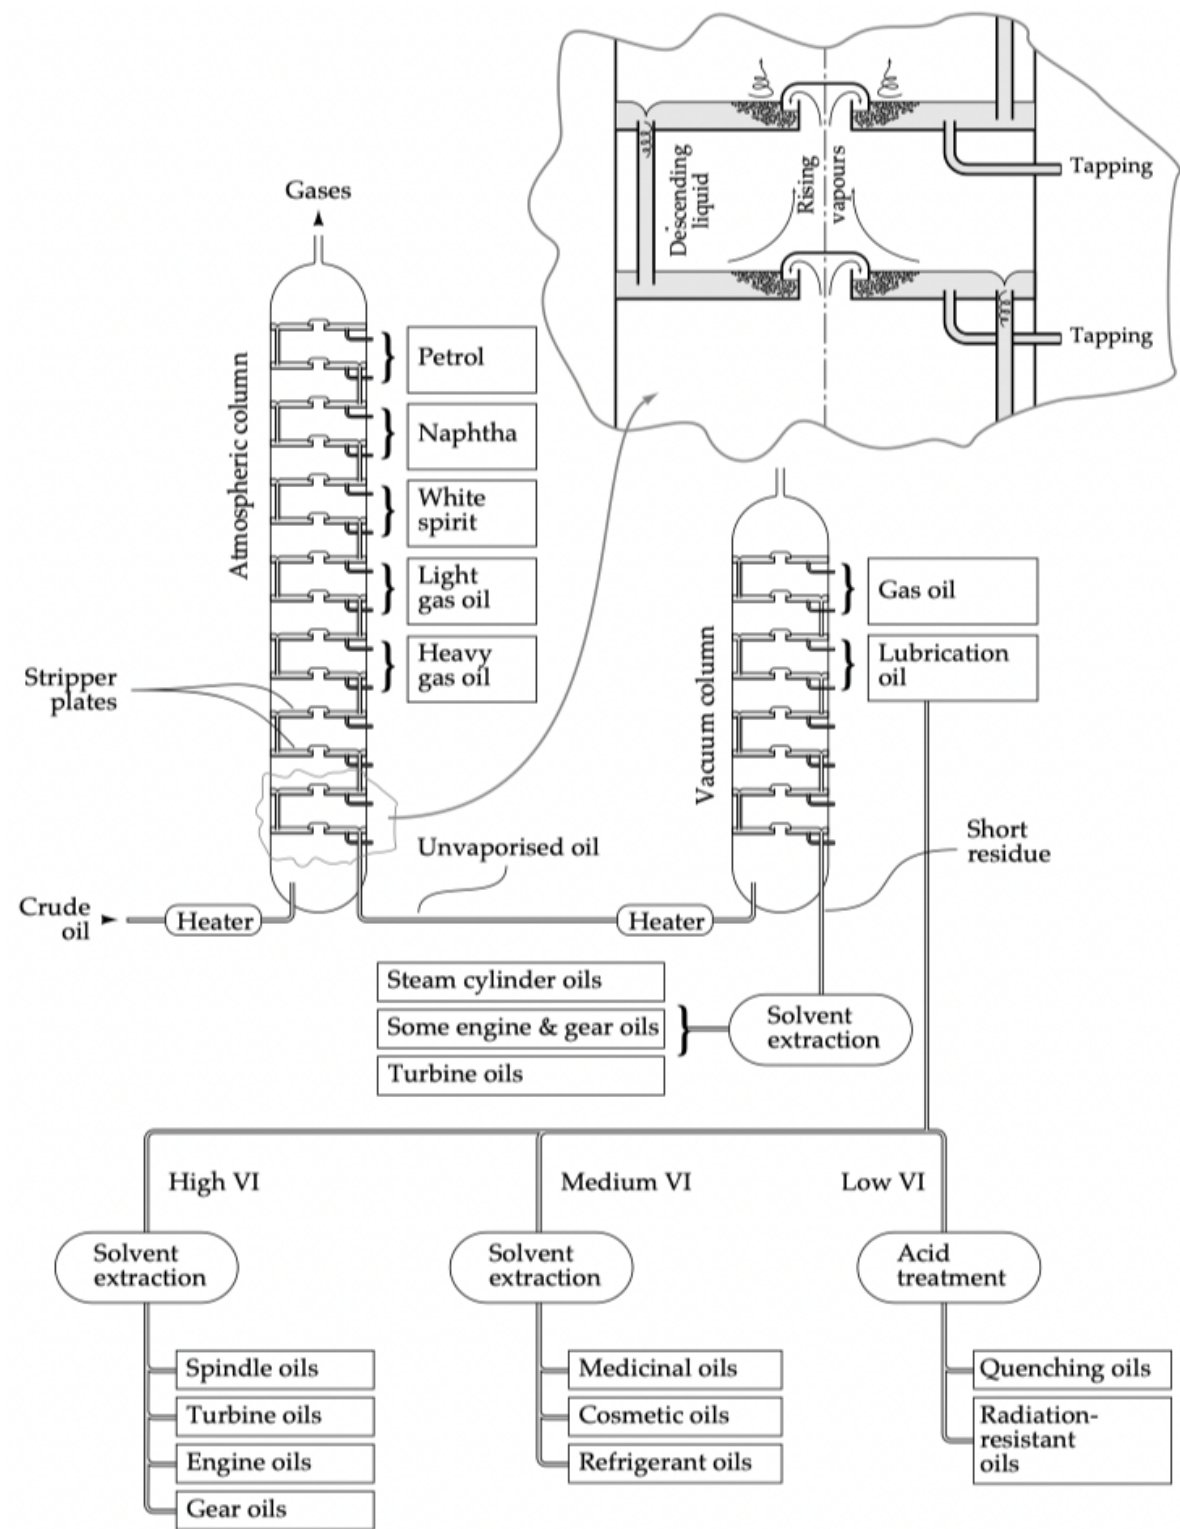 Tapping
Descending
liquid
Rising
vapours
Tapping
Gases
Atmospheric column
Petrol
Naphtha
White
spirit
Light
gas oil
Heavy
gas oil
Stripper
plates
Vacuum column
Gas oil
Lubrication
oil
Unvaporised oil
Short
residue
Crude
oil
Heater
Heater
Steam cylinder oils
Some engine & gear oils
Turbine oils
Solvent
extraction
High VI
Medium VI
Low VI
Solvent
extraction
Solvent
extraction
Acid
treatment
Spindle oils
Turbine oils
Engine oils
Gear oils
Medicinal oils
Cosmetic oils
Refrigerant oils
Quenching oils
Radiation-
resistant
oils